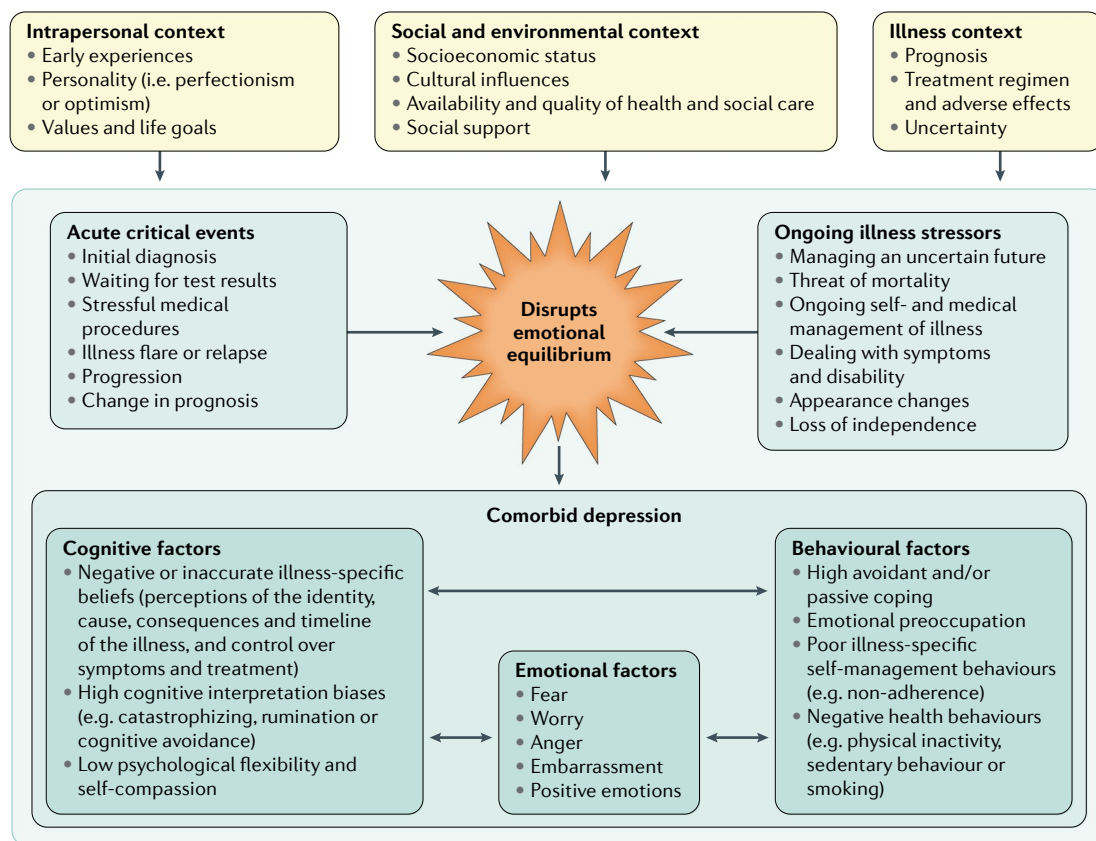 Intrapersonal context
• Early experiences
• Personality (i.e. perfectionism
or optimism)
• Values and life goals
Social and environmental context
• Socioeconomic status
• Cultural influences
• Availability and quality of health and social care
• Social support
Illness context
• Prognosis
• Treatment regimen
and adverse effects
• Uncertainty
Acute critical events
• Initial diagnosis
• Waiting for test results
• Stressful medical
procedures
• Illness flare or relapse
• Progression
• Change in prognosis
Disrupts
emotional
equilibrium
Ongoing illness stressors
• Managing an uncertain future
• Threat of mortality
• Ongoing self- and medical
management of illness
• Dealing with symptoms
and disability
• Appearance changes
• Loss of independence
Comorbid depression
Cognitive factors
• Negative or inaccurate illness-specific
beliefs (perceptions of the identity,
cause, consequences and timeline
of the illness, and control over
symptoms and treatment)
• High cognitive interpretation biases
(e.g. catastrophizing, rumination or
cognitive avoidance)
• Low psychological flexibility and
self-compassion
Emotional factors
• Fear
• Worry
• Anger
• Embarrassment
• Positive emotions
Behavioural factors
• High avoidant and/or
passive coping
• Emotional preoccupation
• Poor illness-specific
self-management behaviours
(e.g. non-adherence)
• Negative health behaviours
(e.g. physical inactivity,
sedentary behaviour or
smoking)